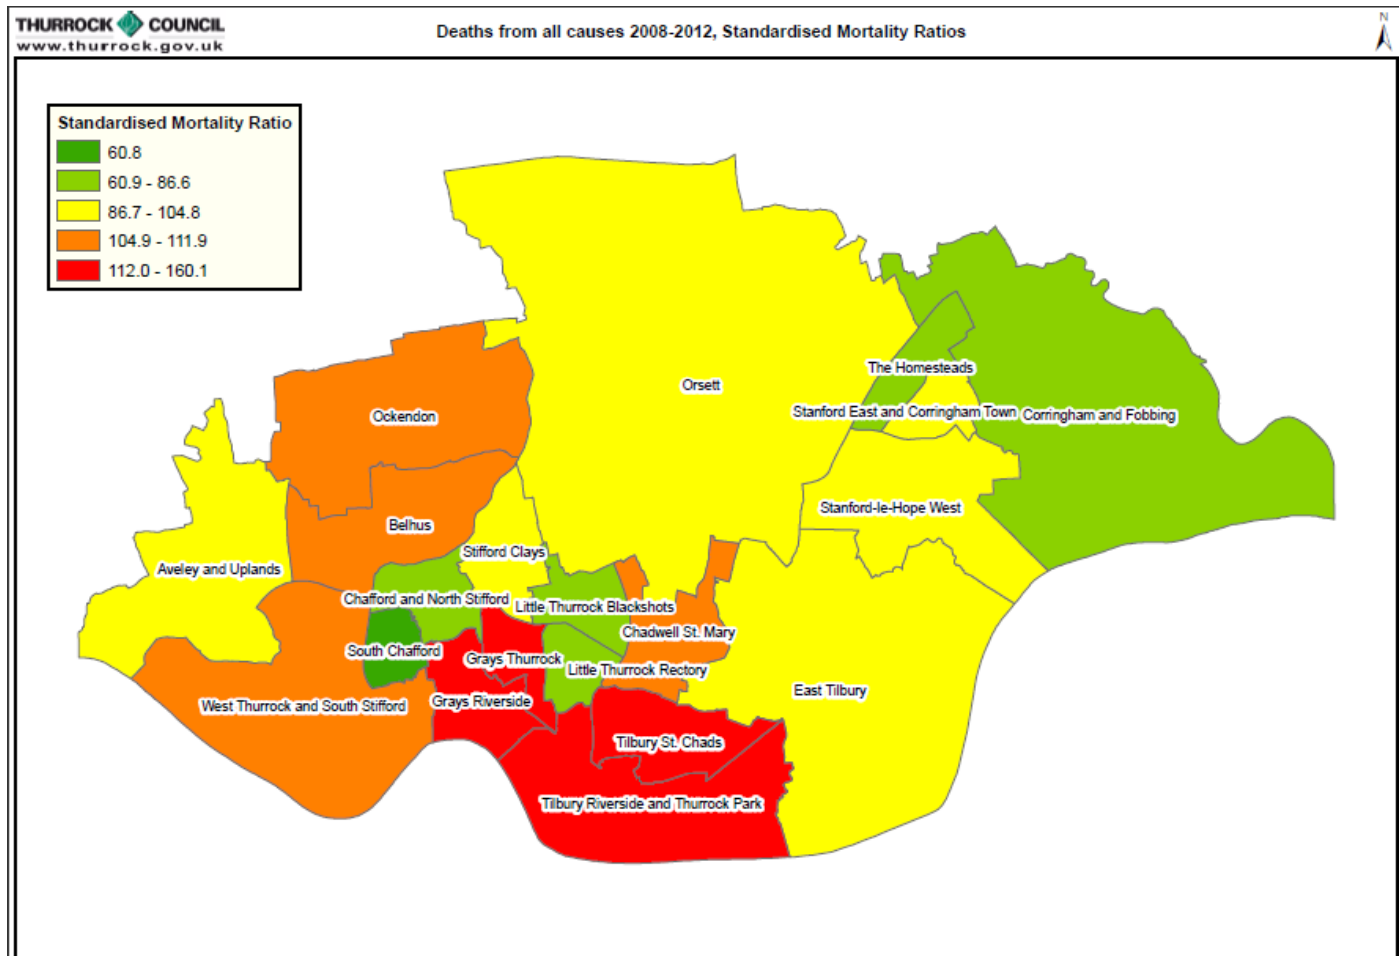 THURROCK COUNCIL
www.thurrock.gov.uk
Deaths from all causes 2008-2012, Standardised Mortality Ratios
N
Standardised Mortality Ratio
60.8
60.9 - 86.6
86.7 - 104.8
104.9 - 111.9
112.0 - 160.1
The Homesteads
Orsett
Ockendon
Stanford East and Corringham Town
Corringham and Fobbing
Stanford-le-Hope West
Belhus
Stifford Clays
Aveley and Uplands
Chafford and North Stifford
Little Thurrock Blackshots
Chadwell St. Mary
South Chafford
Grays Thurrock
Little Thurrock Rectory
East Tilbury
Grays Riverside
West Thurrock and South Stifford
Tilbury St. Chads
Tilbury Riverside and Thurrock Park